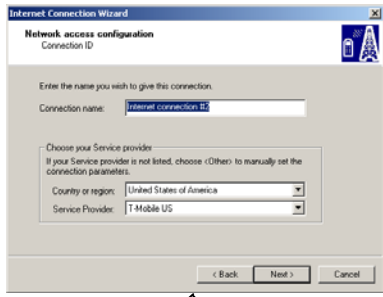 Internet Connection Wizard
Network access configuration
Connection ID
Enter the name you wish to give this connection.
Connection name: Internet connection #2
Choose your Service provider
If your Service provider is not listed, choose <Other> to manually set the
connection parameters.
Country or region: United States of America
Service Provider: T-Mobile US
< Back Next > Cancel